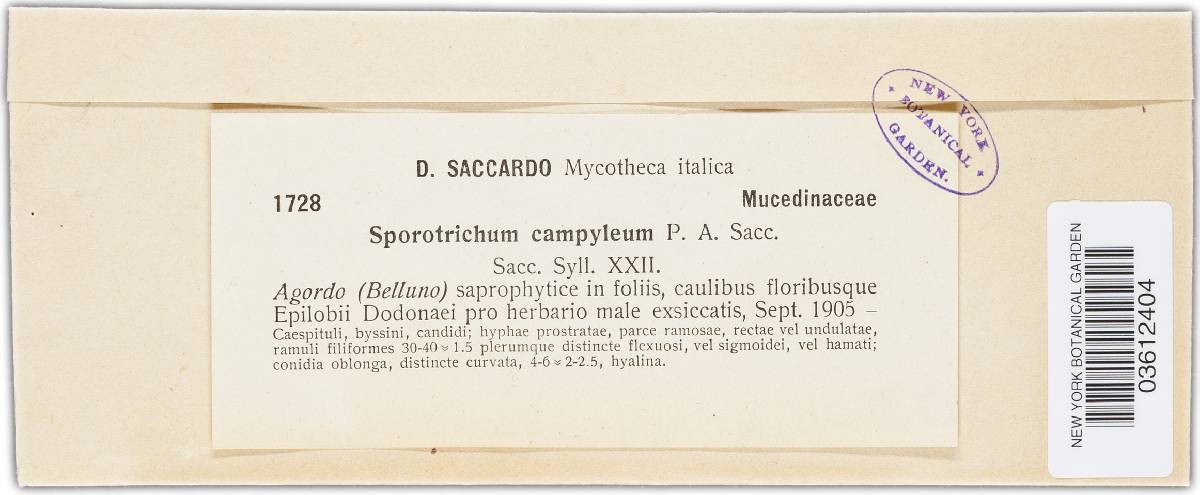 D. SACCARDO Mycotheca italica
1728
Mucedinaceae
Sporotrichum campyleum P. A. Sacc.
Sacc. Syll. XXII.
Agordo (Belluno) saprophytice in foliis, caulibus floribusque
Epilobii Dodonaei pro herbario male exsiccatis, Sept. 1905 –
Caespituli, byssini, candidi; hyphae prostratae, parce ramosae, rectae vel undulatae,
ramuli filiformes 30-40 ≈ 1.5 plerumque distincte flexuosi, vel sigmoidei, vel hamati;
conidia oblonga, distincte curvata, 4-6 ≈ 2-2.5, hyalina.
NEW YORK
BOTANICAL
GARDEN.
NEW YORK BOTANICAL GARDEN
03612404